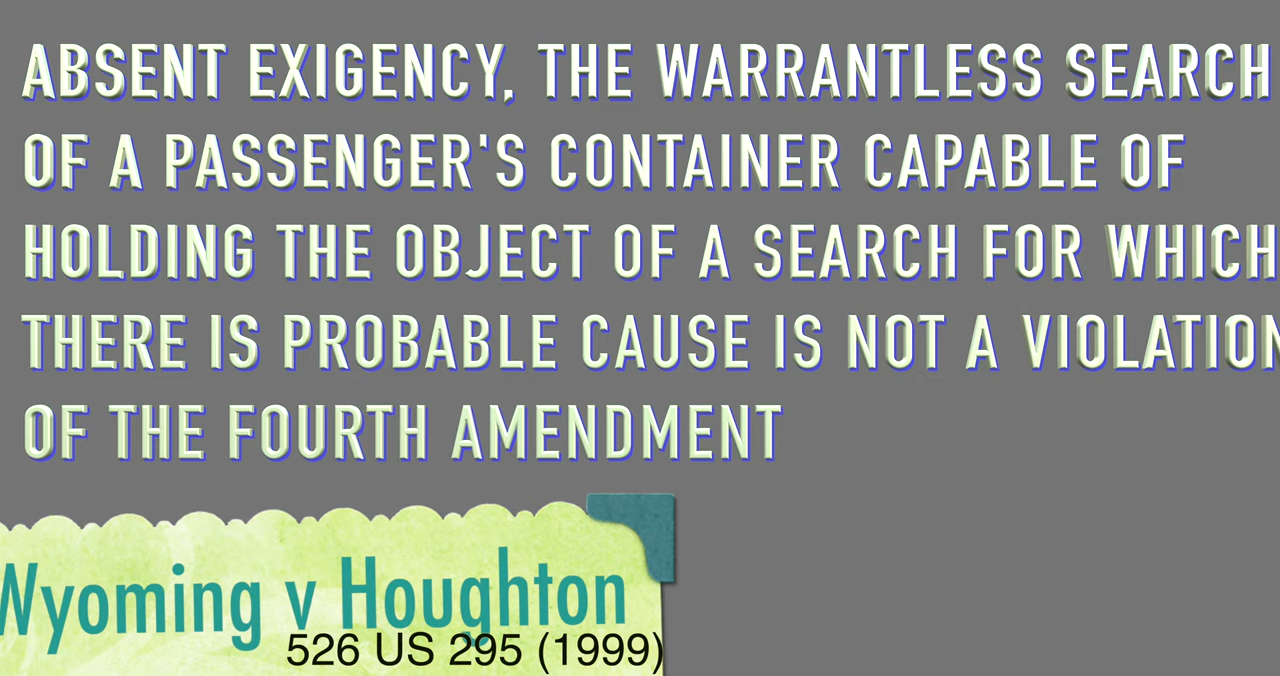 ABSENT EXIGENCY, THE WARRANTLESS SEARCH
OF A PASSENGER'S CONTAINER CAPABLE OF
HOLDING THE OBJECT OF A SEARCH FOR WHICH
THERE IS PROBABLE CAUSE IS NOT A VIOLATION
OF THE FOURTH AMENDMENT
Wyoming v Houghton
526 US 295 (1999)